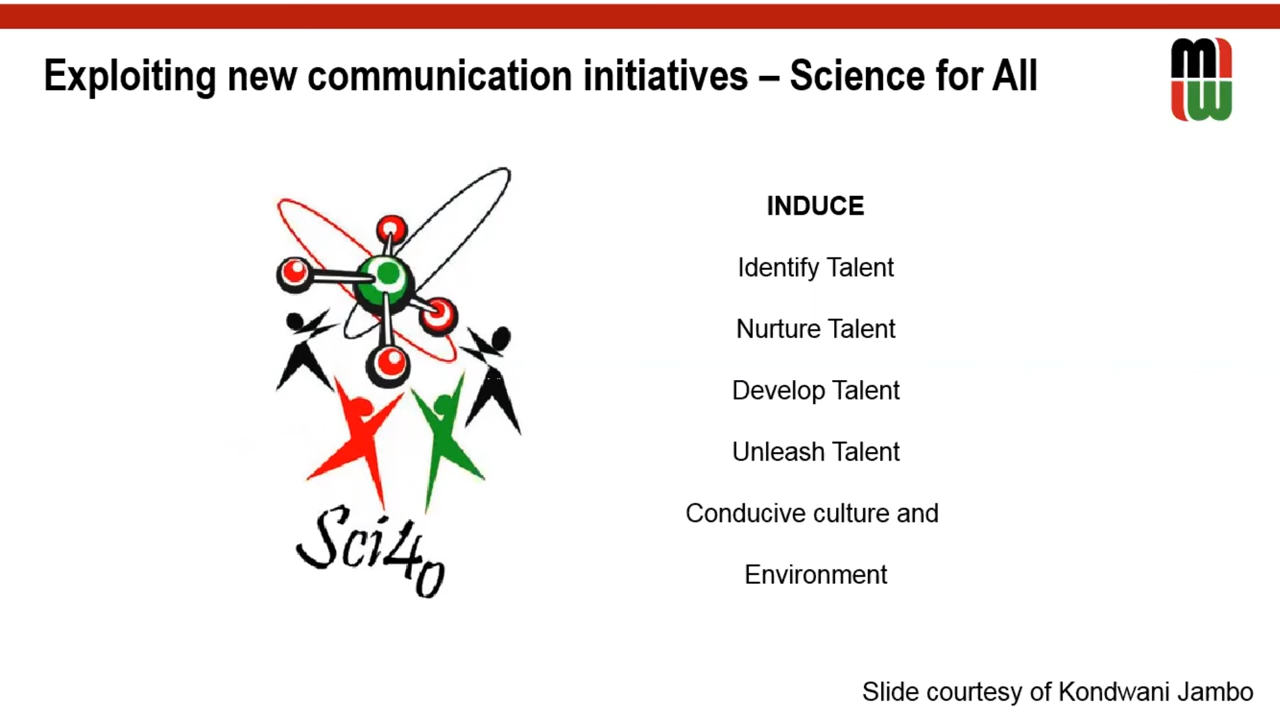 Exploiting new communication initiatives – Science for All
MLW
INDUCE
Identify Talent
Nurture Talent
Develop Talent
Unleash Talent
Conducive culture and
Environment
Sci4o
Slide courtesy of Kondwani Jambo